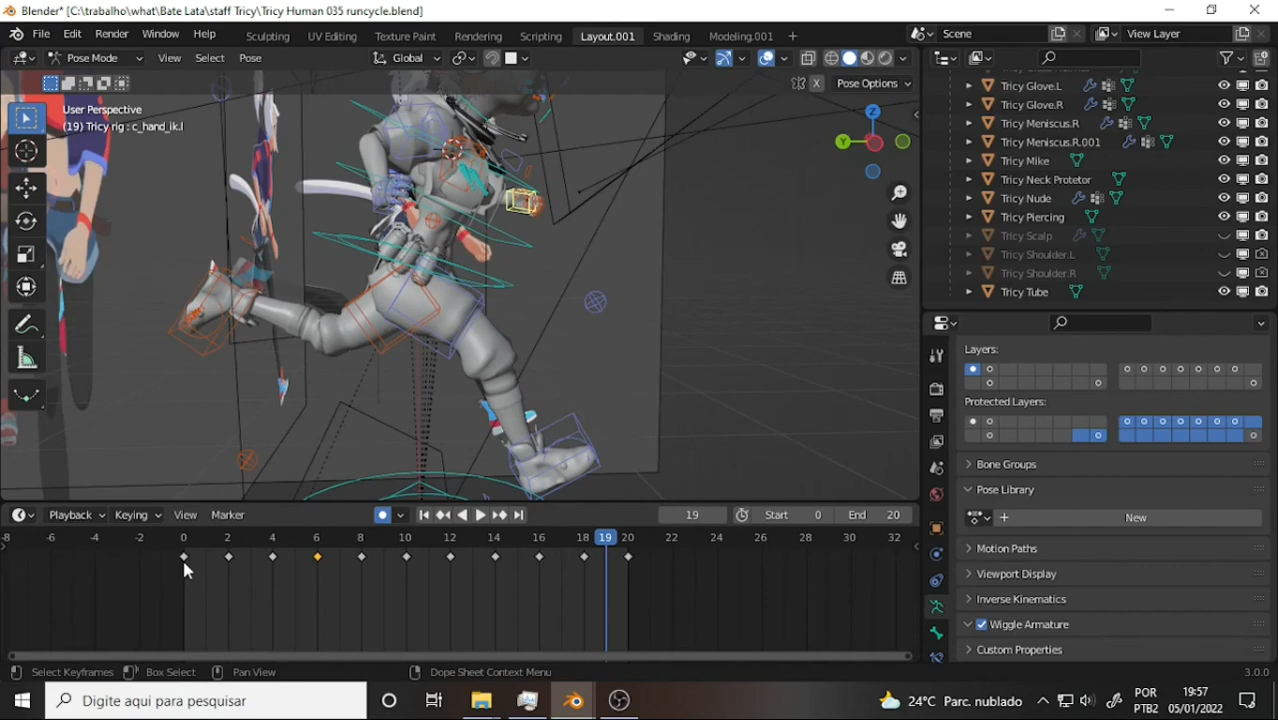 Blender* [C:\trabalho\what\Bate Lata\staff Tricy\Tricy Human 035 runcycle.blend]
File Edit Render Window Help Sculpting UV Editing Texture Paint Rendering Scripting Layout.001 Shading Modeling.001 + Scene View Layer
Pose Mode View Select Pose Global
X Pose Options
User Perspective
(19) Tricy rig : c_hand_ik.l
Z
Y
Tricy Glove.L
Tricy Glove.R
Tricy Meniscus.R
Tricy Meniscus.R.001
Tricy Mike
Tricy Neck Protetor
Tricy Nude
Tricy Piercing
Tricy Scalp
Tricy Shoulder.L
Tricy Shoulder.R
Tricy Tube
Layers:
Protected Layers:
Bone Groups
Pose Library
+ New
Motion Paths
Viewport Display
Inverse Kinematics
Wiggle Armature
Custom Properties
Playback Keying View Marker 19 Start 0 End 20
-8 -6 -4 -2 0 2 4 6 8 10 12 14 16 18 19 20 22 24 26 28 30 32
Select Keyframes Box Select Pan View Dope Sheet Context Menu 3.0.0
Digite aqui para pesquisar 24°C Parc. nublado POR 19:57
PTB2 05/01/2022